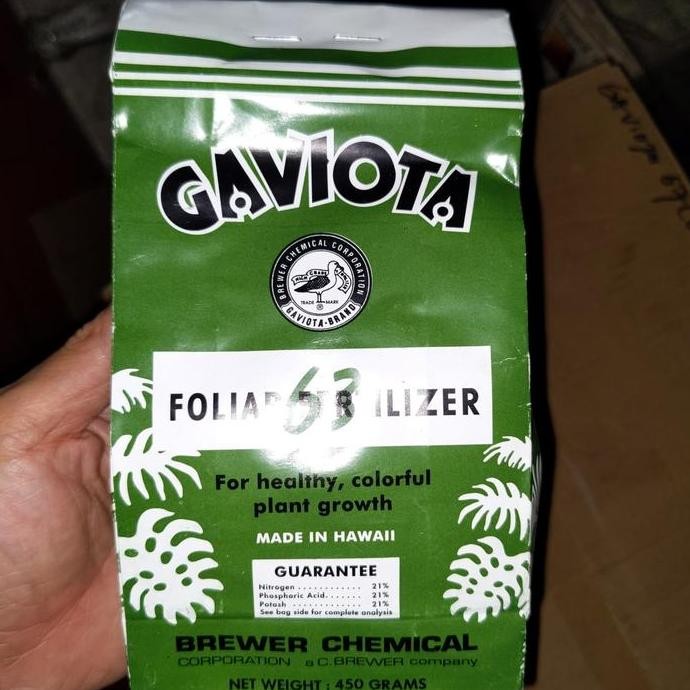 GAVIOTA
BREWER CHEMICAL CORPORATION
HIGH GRADE
TRADE MARK
®
GAVIOTA-BRAND
63
FOLIAR FERTILIZER
For healthy, colorful
plant growth
MADE IN HAWAII
GUARANTEE
Nitrogen ............ 21%
Phosphoric Acid....... 21%
Potash ............. 21%
See bag side for complete analysis
BREWER CHEMICAL
CORPORATION a C.BREWER company
NET WEIGHT : 450 GRAMS